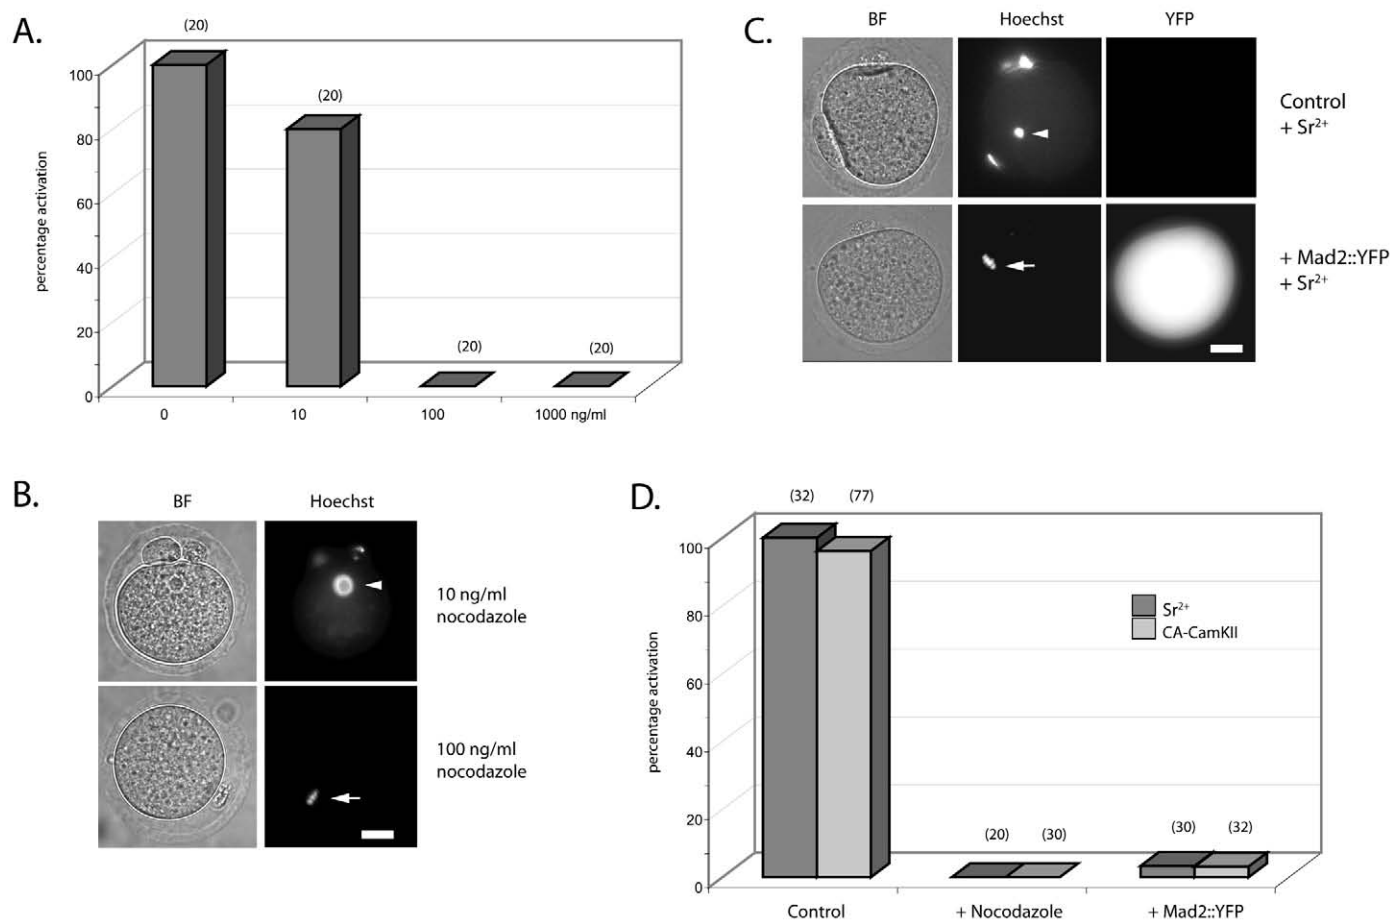 A.
(20)
(20)
(20)
(20)
percentage activation
100
80
60
40
20
0
0 10 100 1000 ng/ml
B.
BF Hoechst
10 ng/ml
nocodazole
100 ng/ml
nocodazole
C.
BF Hoechst YFP
Control
+ Sr²⁺
+ Mad2::YFP
+ Sr²⁺
D.
(32) (77)
(20) (30)
(30) (32)
percentage activation
100
80
60
40
20
0
Sr²⁺
CA-CamKII
Control + Nocodazole + Mad2::YFP